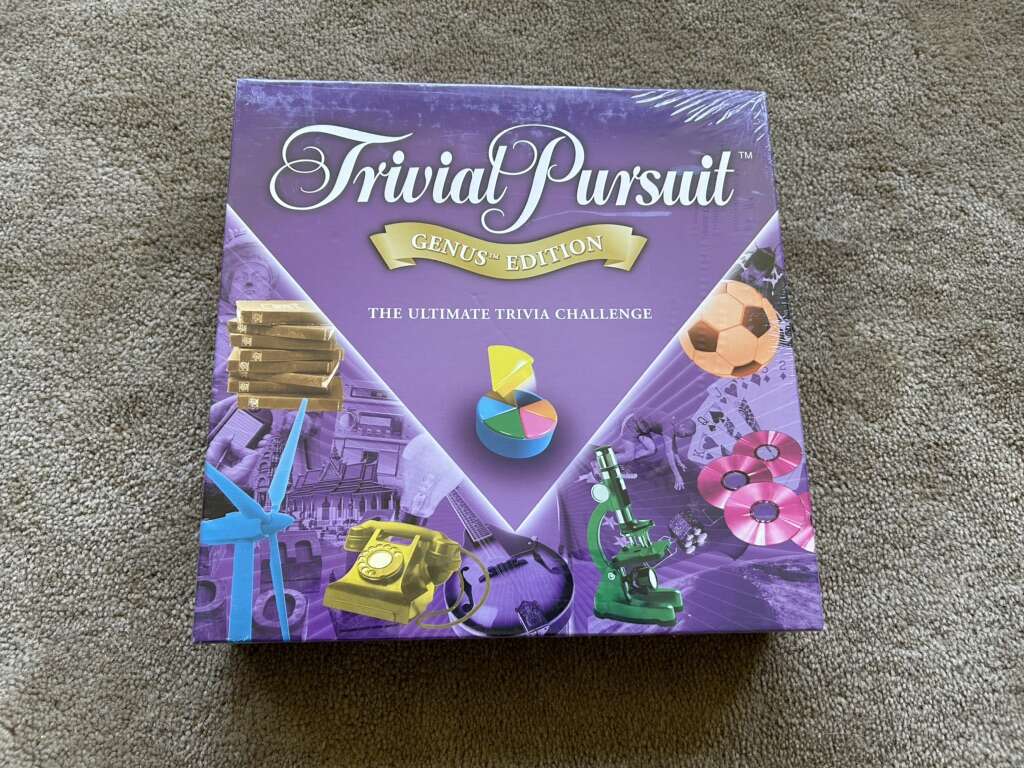 Trivial Pursuit™
GENUS™ EDITION
THE ULTIMATE TRIVIA CHALLENGE